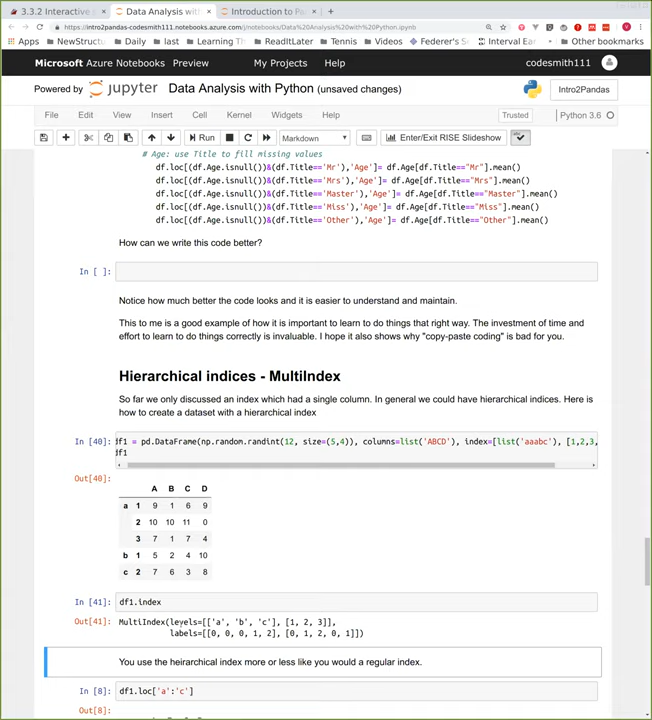 3.3.2 Interactive s
Data Analysis with
Introduction to Pa
https://intro2pandas-codesmith111.notebooks.azure.com/j/notebooks/Data%20Analysis%20with%20Python.ipynb
Apps NewStructur Daily last Learning Th ReadItLater Tennis Videos Federer's S Interval Ear » Other bookmarks
Microsoft Azure Notebooks Preview My Projects Help codesmith111
Powered by jupyter Data Analysis with Python (unsaved changes) Intro2Pandas
File Edit View Insert Cell Kernel Widgets Help Trusted Python 3.6
Run Markdown Enter/Exit RISE Slideshow
# Age: use Title to fill missing values
df.loc[(df.Age.isnull())&(df.Title=='Mr'),'Age']= df.Age[df.Title=="Mr"].mean()
df.loc[(df.Age.isnull())&(df.Title=='Mrs'),'Age']= df.Age[df.Title=="Mrs"].mean()
df.loc[(df.Age.isnull())&(df.Title=='Master'),'Age']= df.Age[df.Title=="Master"].mean()
df.loc[(df.Age.isnull())&(df.Title=='Miss'),'Age']= df.Age[df.Title=="Miss"].mean()
df.loc[(df.Age.isnull())&(df.Title=='Other'),'Age']= df.Age[df.Title=="Other"].mean()
How can we write this code better?
In [ ]:
Notice how much better the code looks and it is easier to understand and maintain.
This to me is a good example of how it is important to learn to do things that right way. The investment of time and
effort to learn to do things correctly is invaluable. I hope it also shows why "copy-paste coding" is bad for you.
Hierarchical indices - MultiIndex
So far we only discussed an index which had a single column. In general we could have hierarchical indices. Here is
how to create a dataset with a hierarchical index
In [40]: df1 = pd.DataFrame(np.random.randint(12, size=(5,4)), columns=list('ABCD'), index=[list('aaabc'), [1,2,3,
df1
Out[40]:
A B C D
a 1 9 1 6 9
2 10 10 11 0
3 7 1 7 4
b 1 5 2 4 10
c 2 7 6 3 8
In [41]: df1.index
Out[41]: MultiIndex(levels=[['a', 'b', 'c'], [1, 2, 3]],
labels=[[0, 0, 0, 1, 2], [0, 1, 2, 0, 1]])
You use the heirarchical index more or less like you would a regular index.
In [8]: df1.loc['a':'c']
Out[8]: